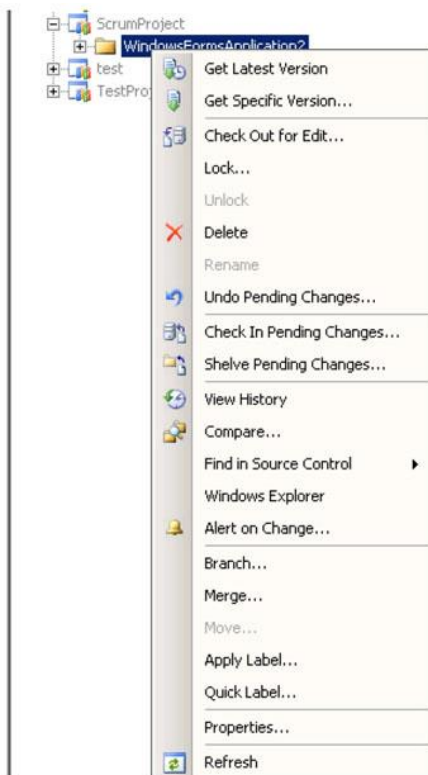 ScrumProject
WindowsFormsApplication2
test
TestPro
Get Latest Version
Get Specific Version...
Check Out for Edit...
Lock...
Unlock
Delete
Rename
Undo Pending Changes...
Check In Pending Changes...
Shelve Pending Changes...
View History
Compare...
Find in Source Control
Windows Explorer
Alert on Change...
Branch...
Merge...
Move...
Apply Label...
Quick Label...
Properties...
Refresh